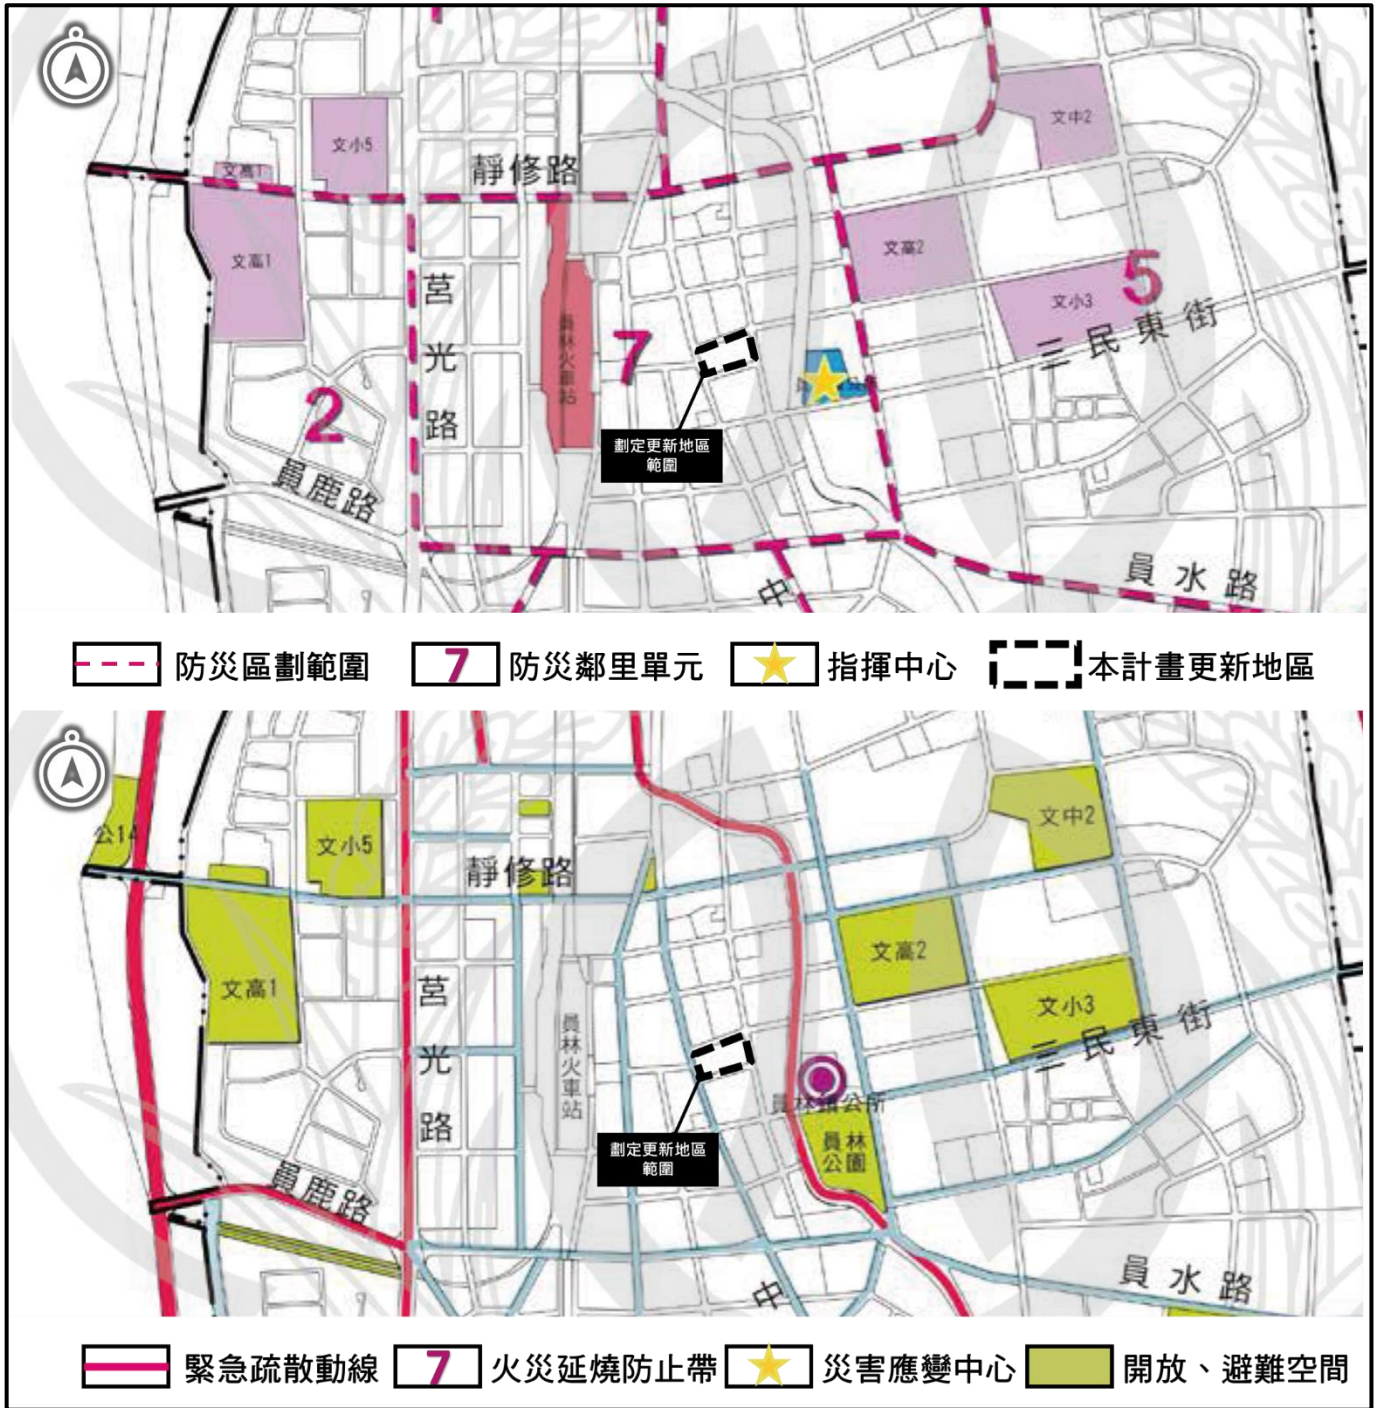 文小5
文中2
文高1
靜修路
文高1
文高2
5
文小3
莒光路
三民東街
員林火車站
7
2
劃定更新地區
範圍
員鹿路
中
員水路
防災區劃範圍
7
防災鄰里單元
指揮中心
本計畫更新地區
公14
文小5
文中2
靜修路
文高2
文高1
莒光路
文小3
三民東街
員林火車站
員林鎮公所
員林
公園
劃定更新地區
範圍
員鹿路
中
員水路
緊急疏散動線
7
火災延燒防止帶
災害應變中心
開放、避難空間